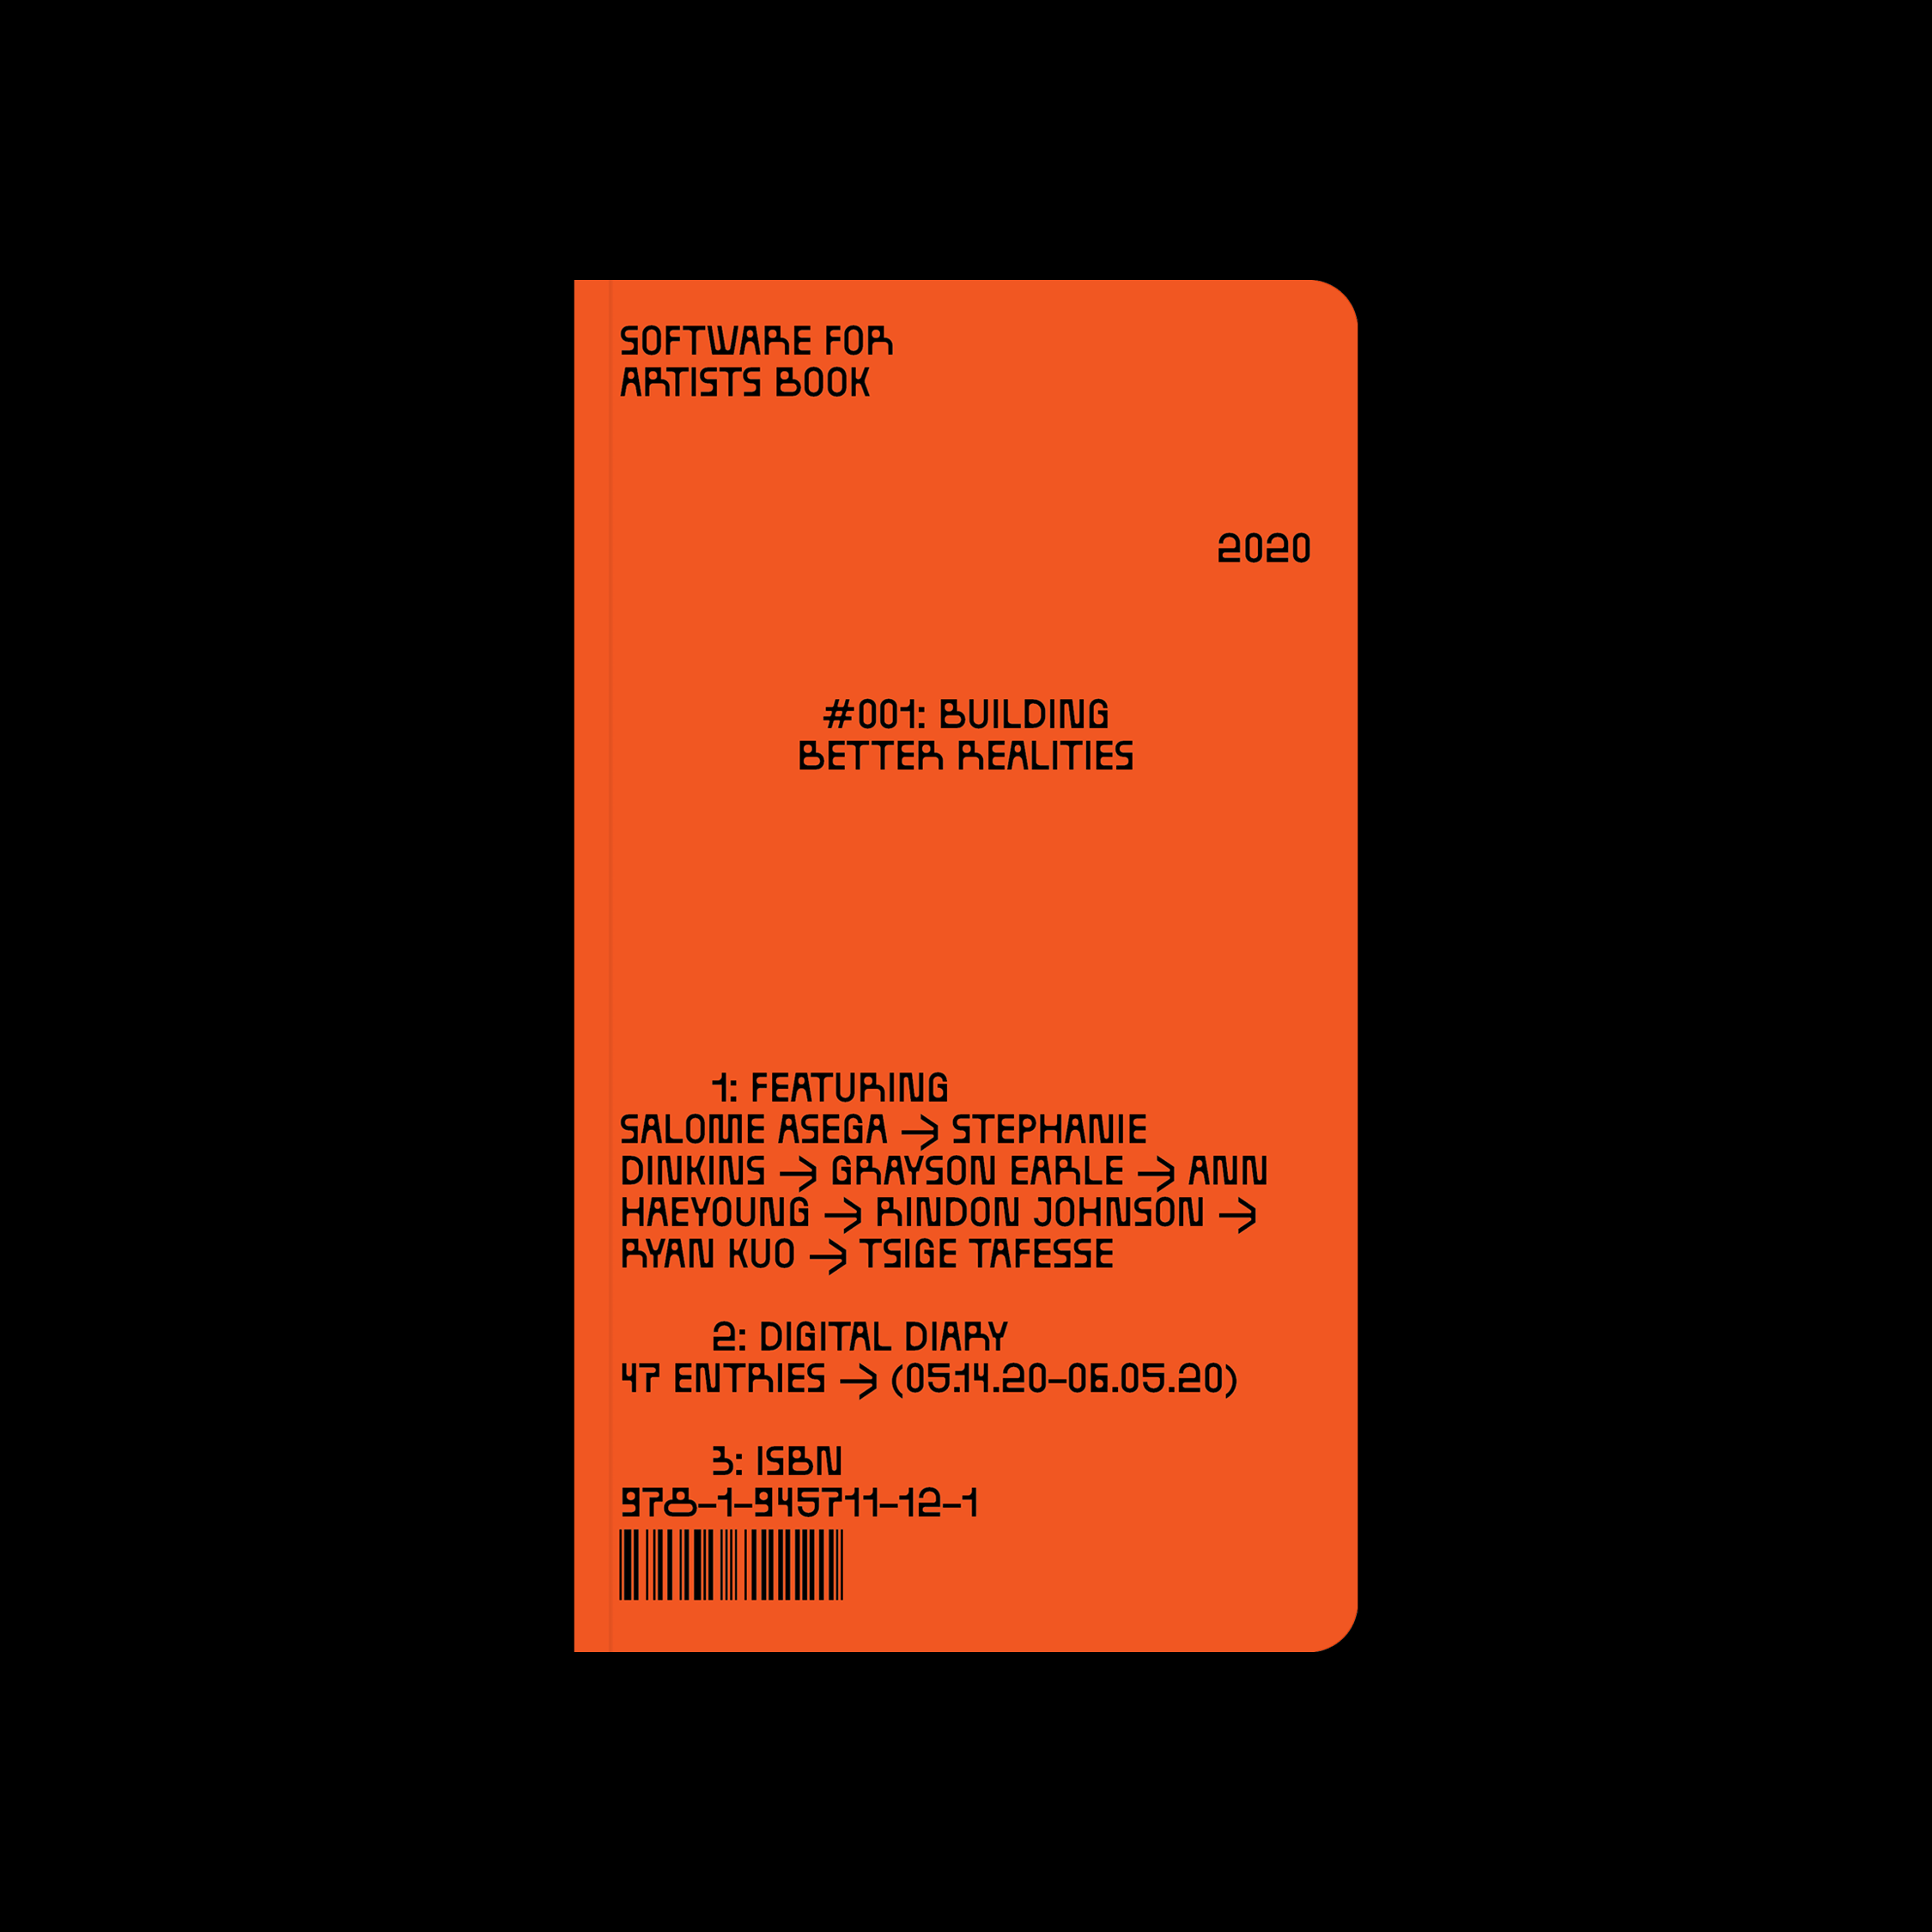 SOFTWARE FOR
ARTISTS BOOK
2020
#001: BUILDING
BETTER REALITIES
1: FEATURING
SALOME ASEGA → STEPHANIE
DINKINS → GRAYSON EARLE → ANN
HAEYOUNG → RINDON JOHNSON →
RYAN KUO → TSIGE TAFESSE
2: DIGITAL DIARY
47 ENTRIES → (05.14.20–06.05.20)
3: ISBN
978–1–945711–12–1